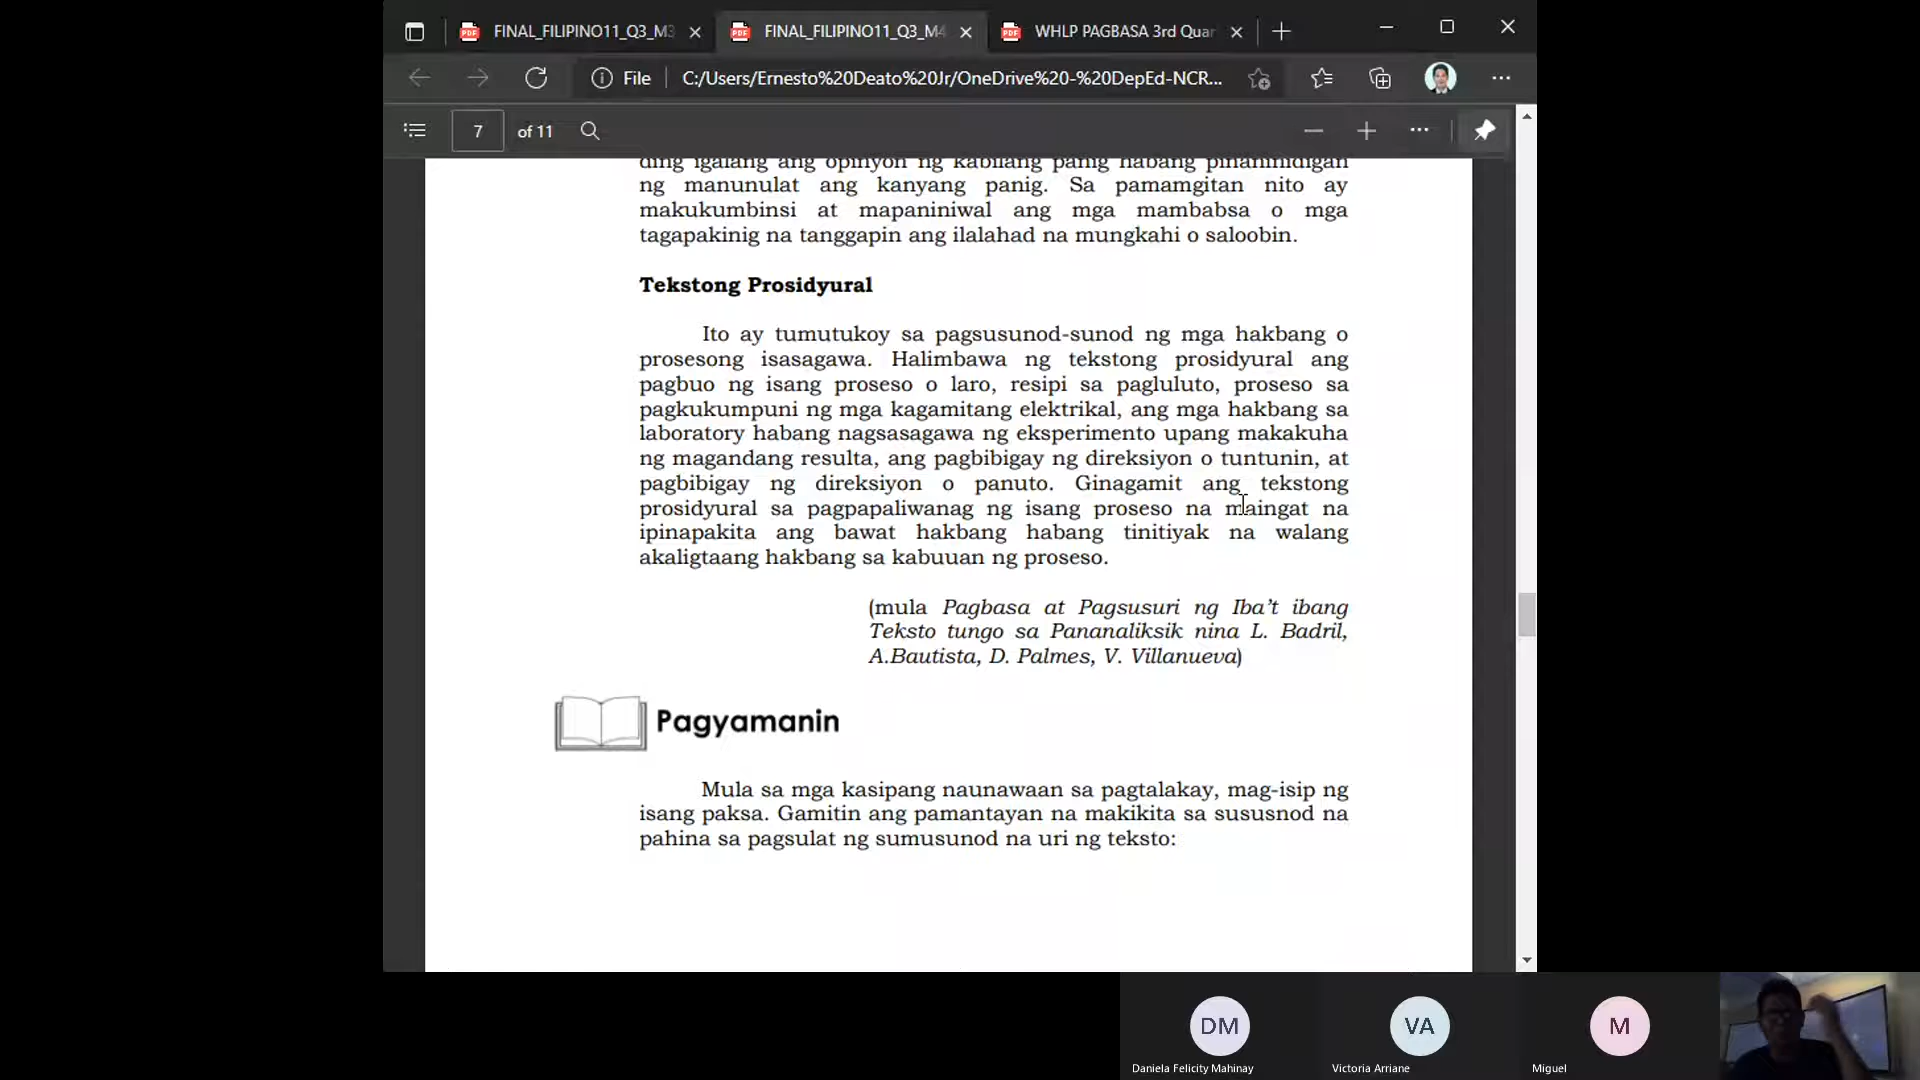 FINAL_FILIPINO11_Q3_M3
FINAL_FILIPINO11_Q3_M4
WHLP PAGBASA 3rd Quar
File
C:/Users/Ernesto%20Deato%20Jr/OneDrive%20-%20DepEd-NCR...
7 of 11
ding igalang ang opinyon ng kabilang panig habang pinaninidigan
ng manunulat ang kanyang panig. Sa pamamgitan nito ay
makukumbinsi at mapaniniwal ang mga mambabsa o mga
tagapakinig na tanggapin ang ilalahad na mungkahi o saloobin.
Tekstong Prosidyural
Ito ay tumutukoy sa pagsusunod-sunod ng mga hakbang o
prosesong isasagawa. Halimbawa ng tekstong prosidyural ang
pagbuo ng isang proseso o laro, resipi sa pagluluto, proseso sa
pagkukumpuni ng mga kagamitang elektrikal, ang mga hakbang sa
laboratory habang nagsasagawa ng eksperimento upang makakuha
ng magandang resulta, ang pagbibigay ng direksiyon o tuntunin, at
pagbibigay ng direksiyon o panuto. Ginagamit ang tekstong
prosidyural sa pagpapaliwanag ng isang proseso na maingat na
ipinapakita ang bawat hakbang habang tinitiyak na walang
akaligtaang hakbang sa kabuuan ng proseso.
(mula Pagbasa at Pagsusuri ng Iba't ibang
Teksto tungo sa Pananaliksik nina L. Badril,
A.Bautista, D. Palmes, V. Villanueva)
Pagyamanin
Mula sa mga kasipang naunawaan sa pagtalakay, mag-isip ng
isang paksa. Gamitin ang pamantayan na makikita sa sususnod na
pahina sa pagsulat ng sumusunod na uri ng teksto:
DM
VA
M
Daniela Felicity Mahinay
Victoria Arriane
Miguel